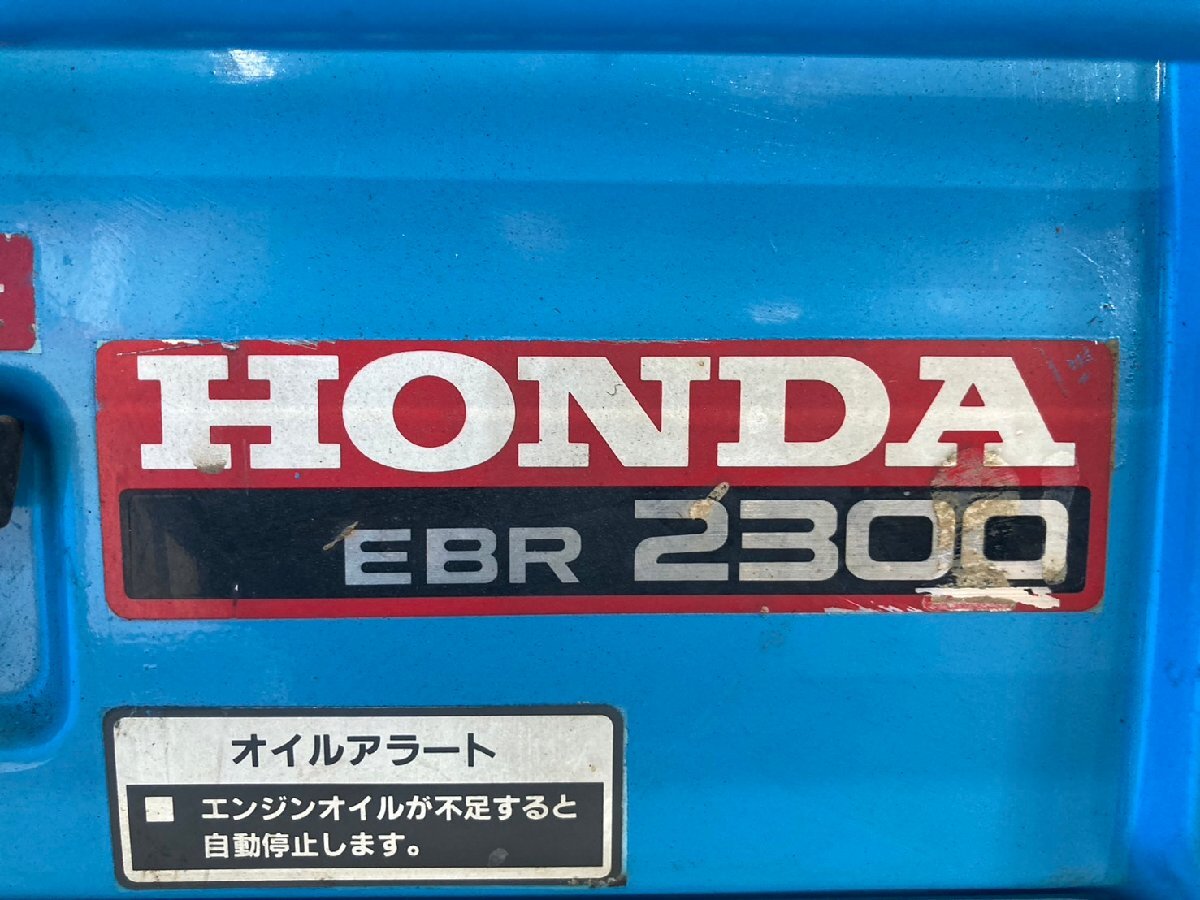 HONDA
EBR 2300
オイルアラート
■ エンジンオイルが不足すると
自動停止します。